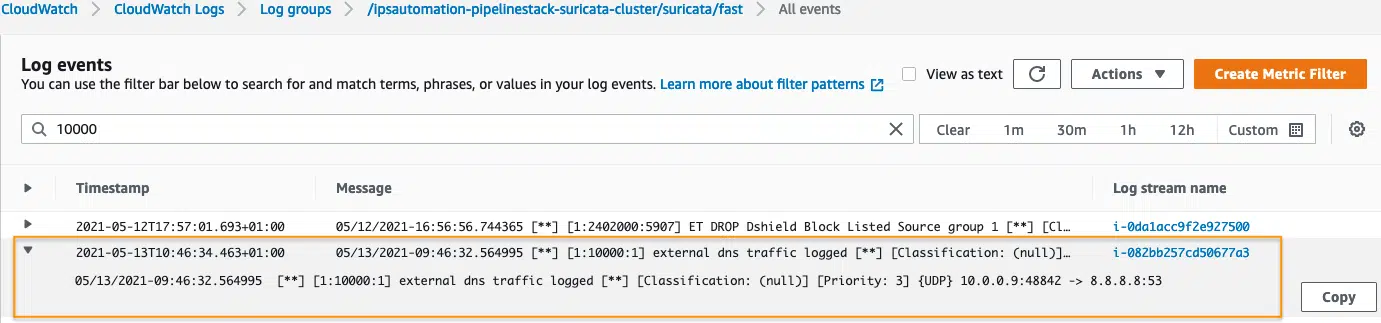 CloudWatch > CloudWatch Logs > Log groups > /ipsautomation-pipelinestack-suricata-cluster/suricata/fast > All events
Log events
You can use the filter bar below to search for and match terms, phrases, or values in your log events. Learn more about filter patterns
View as text
Actions
Create Metric Filter
10000
Clear 1m 30m 1h 12h Custom
Timestamp Message Log stream name
2021-05-12T17:57:01.693+01:00 05/12/2021-16:56:56.744365 [**] [1:2402000:5907] ET DROP Dshield Block Listed Source group 1 [**] [Cl… i-0da1acc9f2e927500
2021-05-13T10:46:34.463+01:00 05/13/2021-09:46:32.564995 [**] [1:10000:1] external dns traffic logged [**] [Classification: (null)]… i-082bb257cd50677a3
05/13/2021-09:46:32.564995 [**] [1:10000:1] external dns traffic logged [**] [Classification: (null)] [Priority: 3] {UDP} 10.0.0.9:48842 -> 8.8.8.8:53
Copy